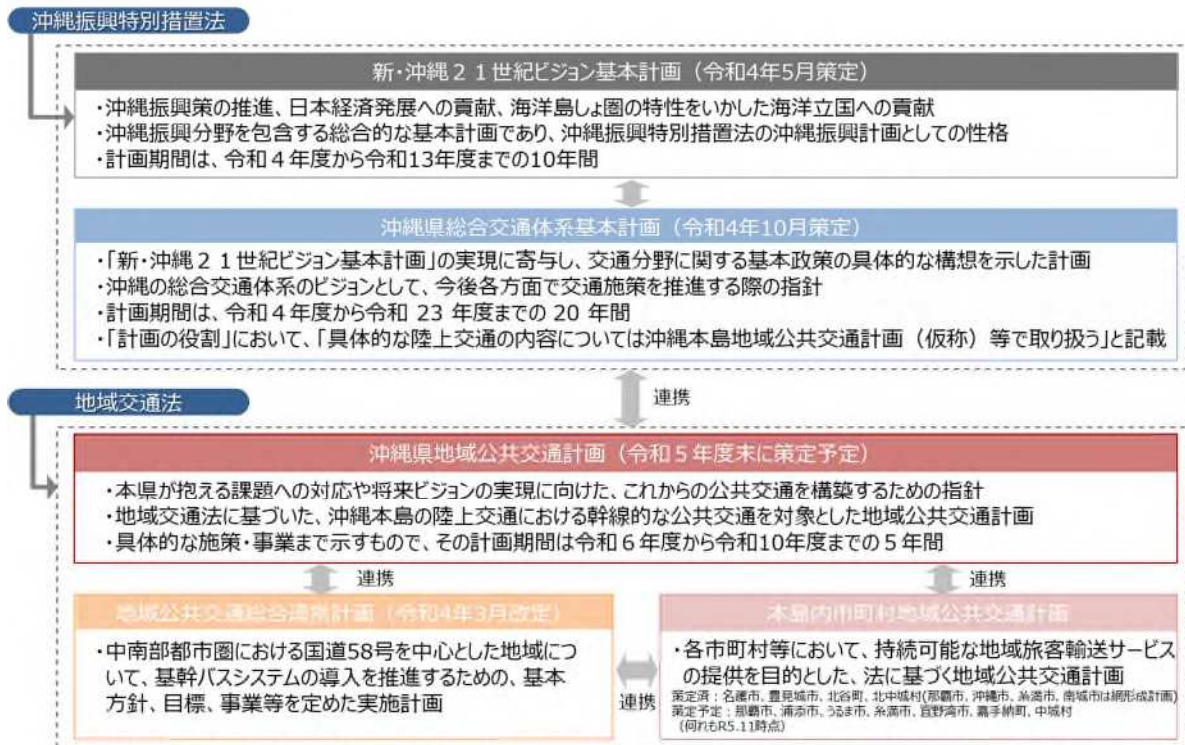 沖縄振興特別措置法
新・沖縄21世紀ビジョン基本計画（令和4年5月策定）
・沖縄振興策の推進、日本経済発展への貢献、海洋島しょ圏の特性をいかした海洋立国への貢献
・沖縄振興分野を包含する総合的な基本計画であり、沖縄振興特別措置法の沖縄振興計画としての性格
・計画期間は、令和４年度から令和13年度までの10年間
沖縄県総合交通体系基本計画（令和4年10月策定）
・「新・沖縄２１世紀ビジョン基本計画」の実現に寄与し、交通分野に関する基本政策の具体的な構想を示した計画
・沖縄の総合交通体系のビジョンとして、今後各方面で交通施策を推進する際の指針
・計画期間は、令和４年度から令和 23 年度までの 20 年間
・「計画の役割」において、「具体的な陸上交通の内容については沖縄本島地域公共交通計画（仮称）等で取り扱う」と記載
連携
地域交通法
沖縄県地域公共交通計画（令和５年度末に策定予定）
・本県が抱える課題への対応や将来ビジョンの実現に向けた、これからの公共交通を構築するための指針
・地域交通法に基づいた、沖縄本島の陸上交通における幹線的な公共交通を対象とした地域公共交通計画
・具体的な施策・事業まで示すもので、その計画期間は令和６年度から令和10年度までの５年間
連携
連携
地域公共交通総合連携計画（令和4年3月改定）
・中南部都市圏における国道58号を中心とした地域につ
いて、基幹バスシステムの導入を推進するための、基本
方針、目標、事業等を定めた実施計画
連携
本島内市町村地域公共交通計画
・各市町村等において、持続可能な地域旅客輸送サービス
の提供を目的とした、法に基づく地域公共交通計画
策定済：名護市、豊見城市、北谷町、北中城村(那覇市、沖縄市、糸満市、南城市は網形成計画)
策定予定：那覇市、浦添市、うるま市、糸満市、宜野湾市、嘉手納町、中城村
（何れもR5.11時点）